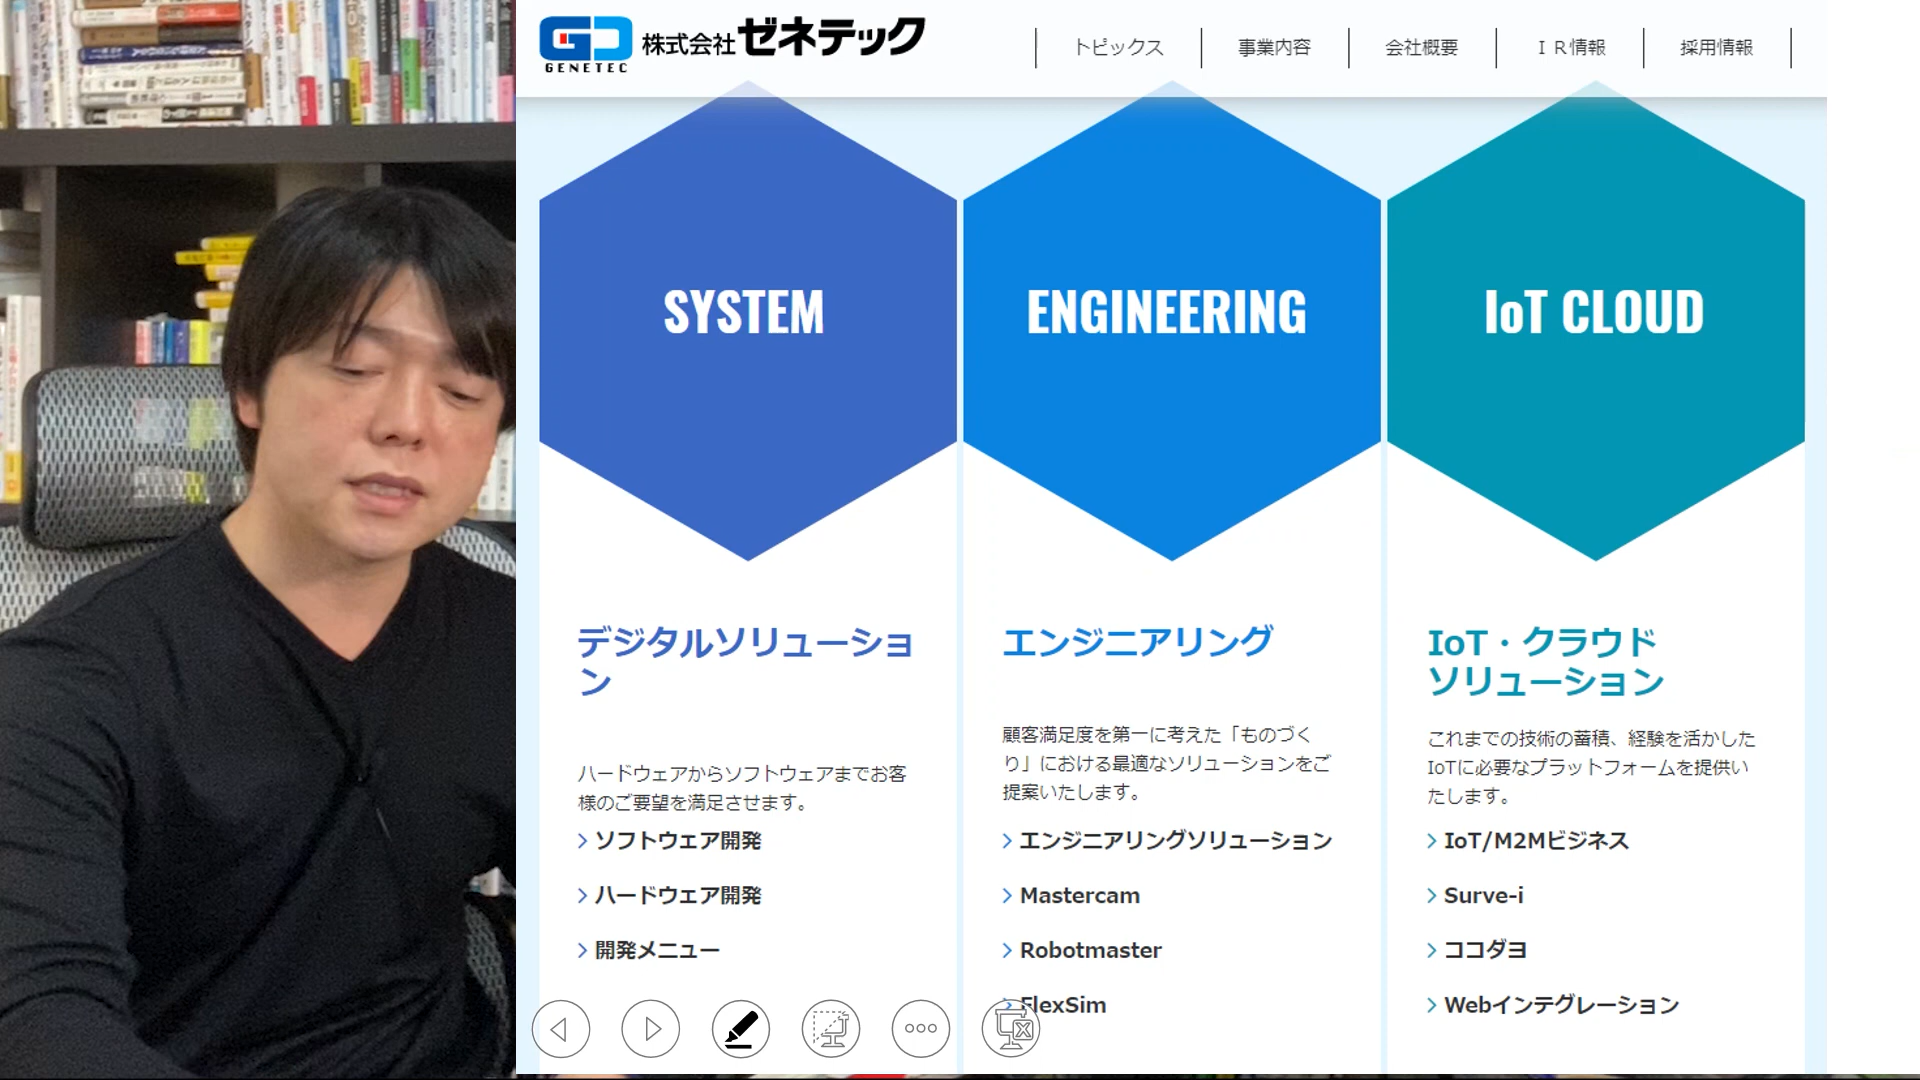 GENETEC
株式会社ゼネテック
トピックス
事業内容
会社概要
ＩＲ情報
採用情報
SYSTEM
ENGINEERING
IoT CLOUD
デジタルソリューショ
ン
ハードウェアからソフトウェアまでお客
様のご要望を満足させます。
ソフトウェア開発
ハードウェア開発
開発メニュー
エンジニアリング
顧客満足度を第一に考えた「ものづく
り」における最適なソリューションをご
提案いたします。
エンジニアリングソリューション
Mastercam
Robotmaster
FlexSim
IoT・クラウド
ソリューション
これまでの技術の蓄積、経験を活かした
IoTに必要なプラットフォームを提供い
たします。
IoT/M2Mビジネス
Surve-i
ココダヨ
Webインテグレーション